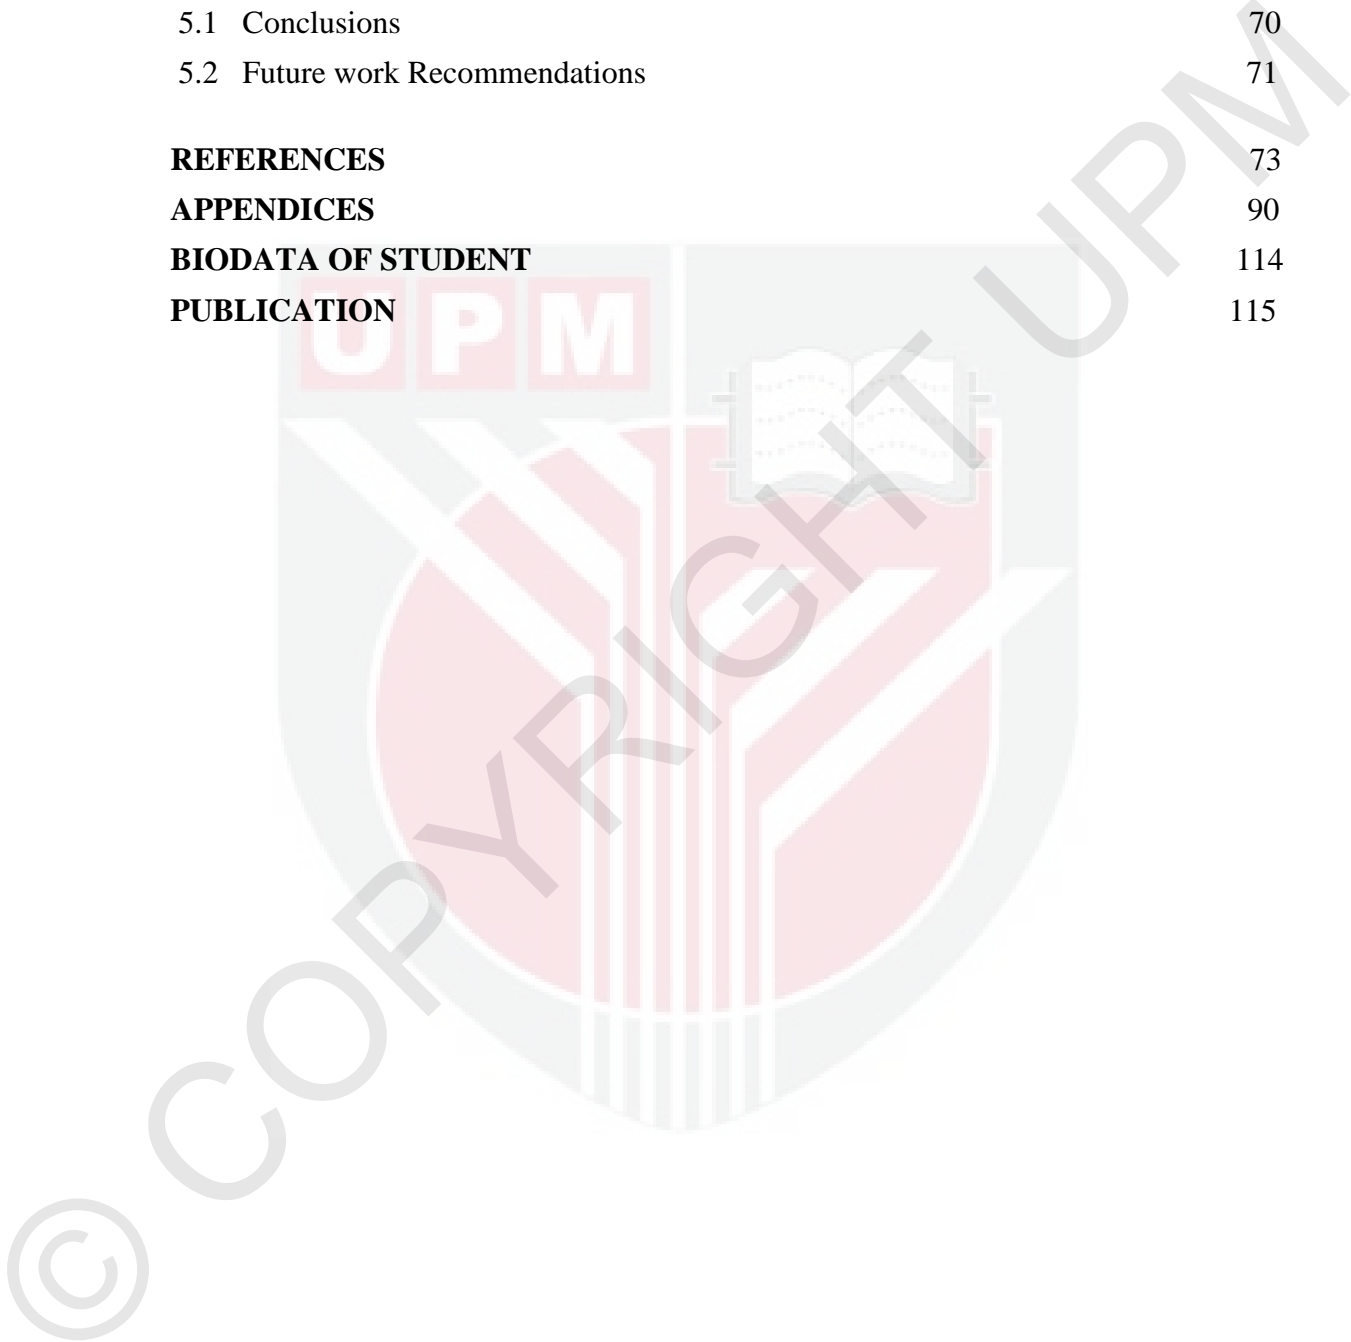 5.1 Conclusions 70
5.2 Future work Recommendations 71
REFERENCES 73
APPENDICES 90
BIODATA OF STUDENT 114
PUBLICATION 115
UPM
© COPYRIGHT UPM